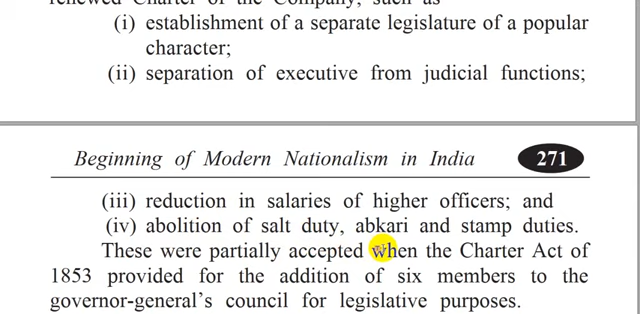 renewed Charter of the Company, such as
(i) establishment of a separate legislature of a popular
character;
(ii) separation of executive from judicial functions;
Beginning of Modern Nationalism in India 271
(iii) reduction in salaries of higher officers; and
(iv) abolition of salt duty, abkari and stamp duties.
These were partially accepted when the Charter Act of
1853 provided for the addition of six members to the
governor-general's council for legislative purposes.